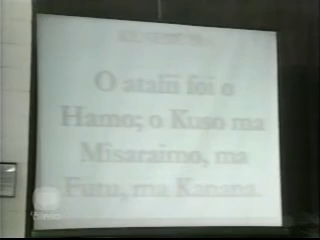 O atalii foi o
Hamo; o Kuso ma
Misaraimo, ma
Futu, ma Kanana.